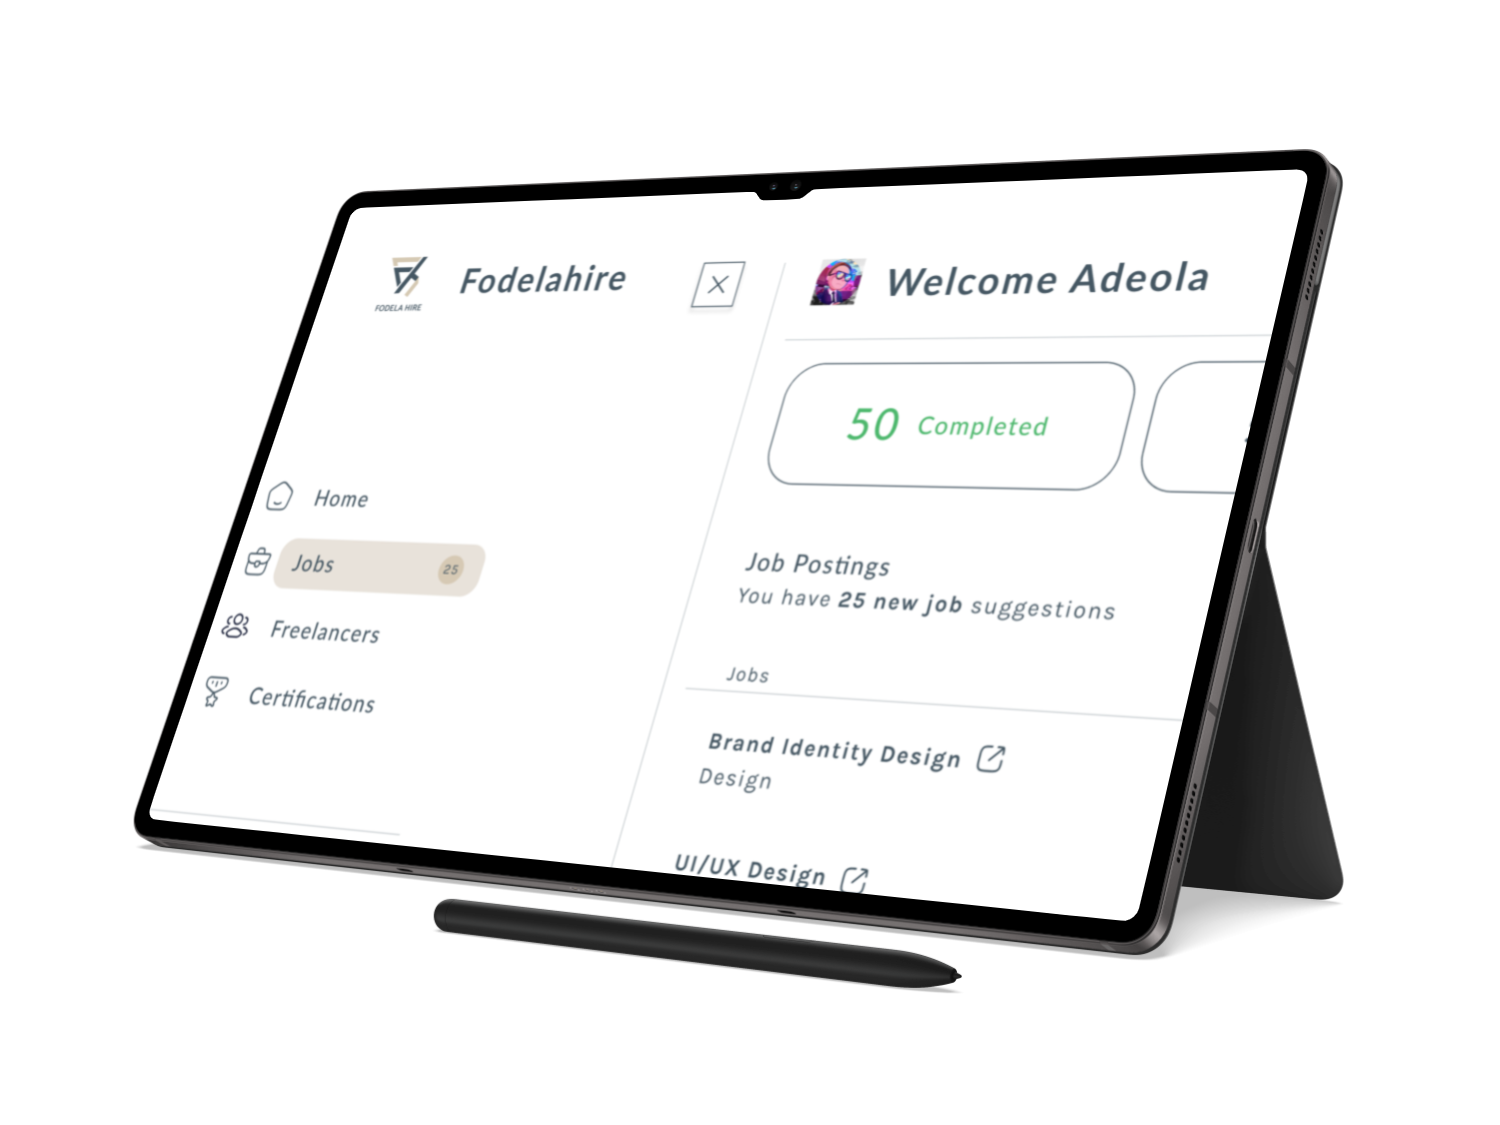 FODELA HIRE
Fodelahire
Home
Jobs 25
Freelancers
Certifications
Welcome Adeola
50 Completed
Job Postings
You have 25 new job suggestions
Jobs
Brand Identity Design
Design
UI/UX Design